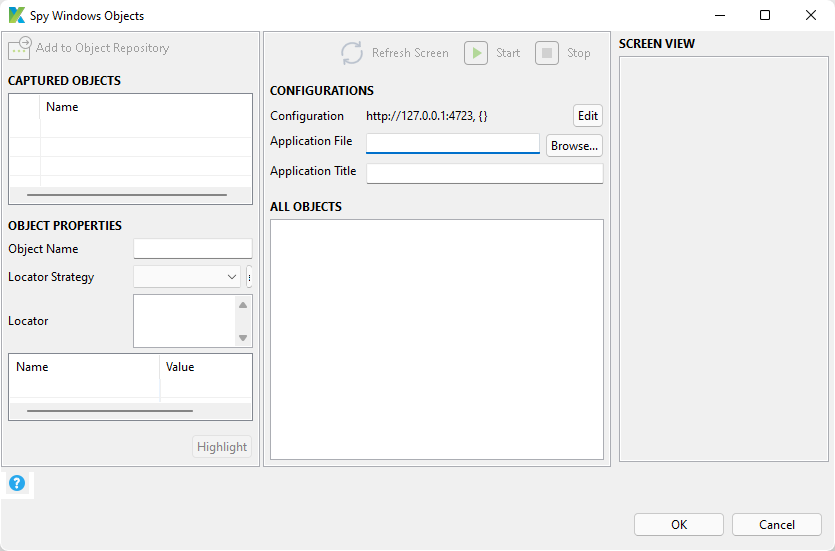 Spy Windows Objects
Add to Object Repository
CAPTURED OBJECTS
Name
OBJECT PROPERTIES
Object Name
Locator Strategy
Locator
Name Value
Highlight
Refresh Screen Start Stop
CONFIGURATIONS
Configuration http://127.0.0.1:4723, {} Edit
Application File Browse...
Application Title
ALL OBJECTS
SCREEN VIEW
?
OK Cancel